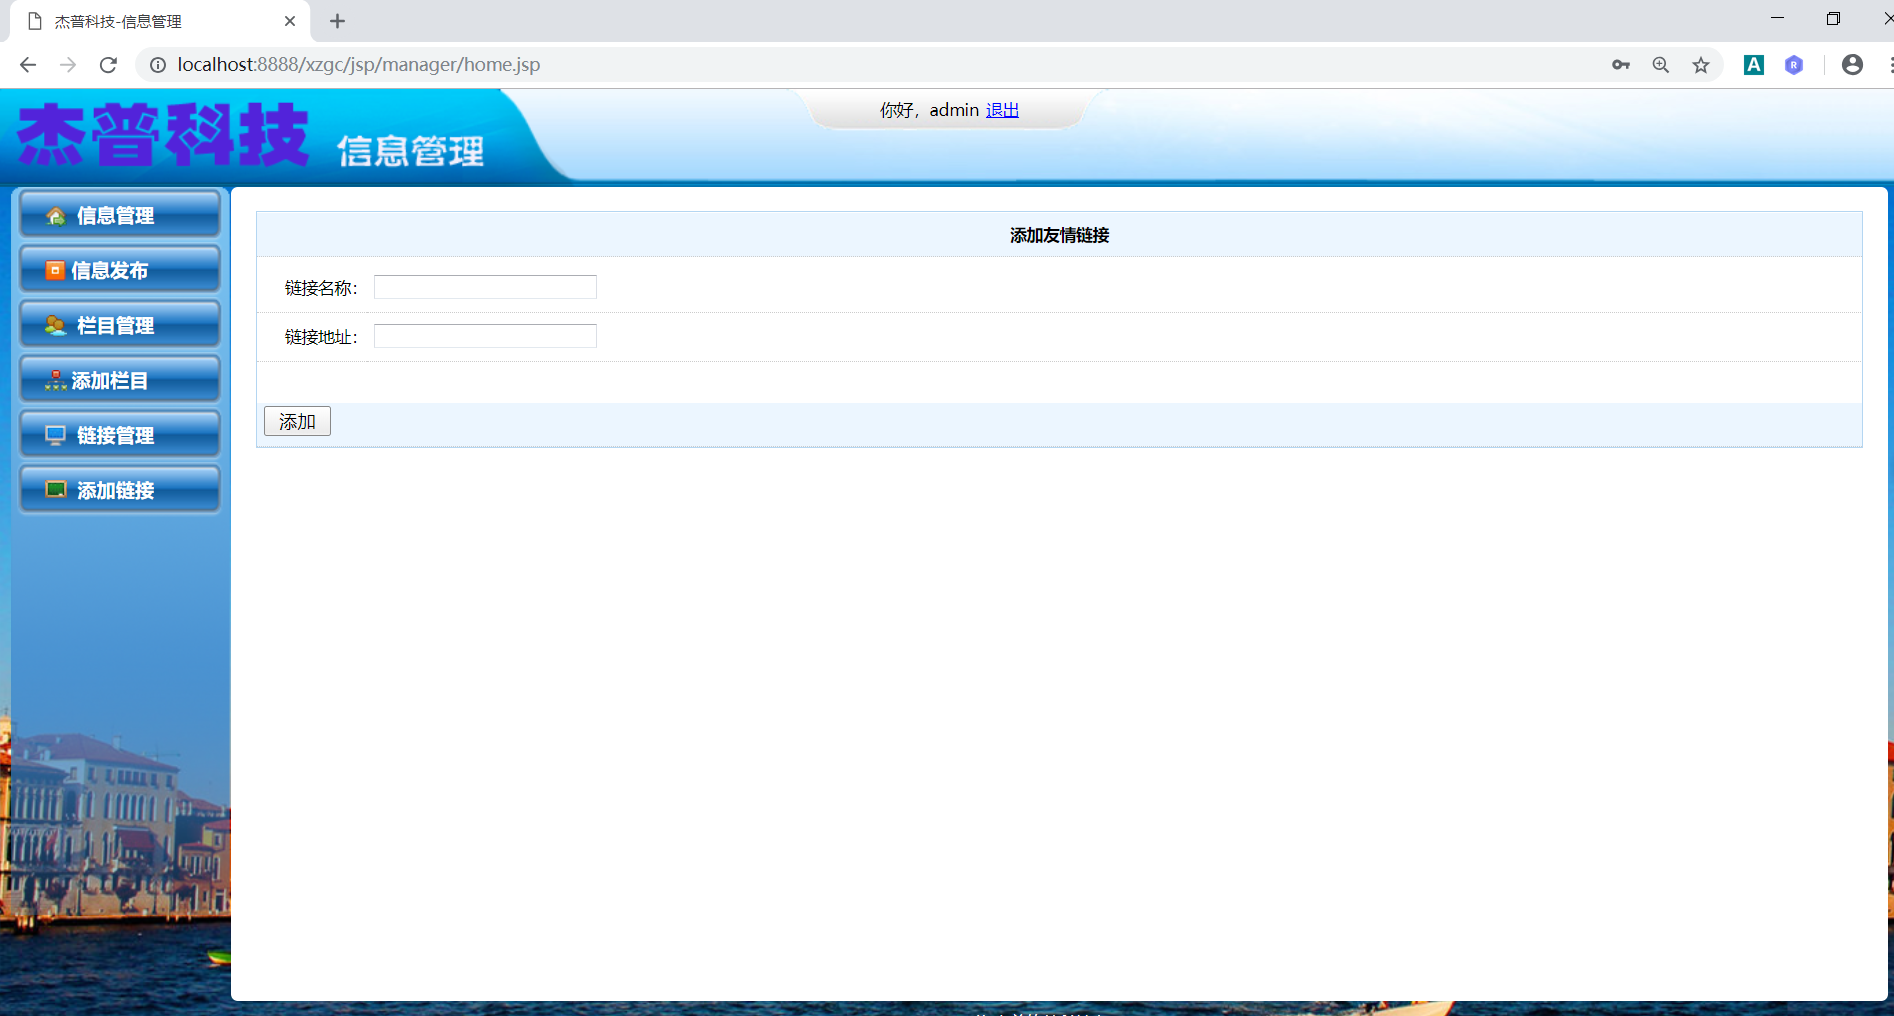 杰普科技-信息管理
localhost:8888/xzgc/jsp/manager/home.jsp
A
R
杰普科技 信息管理
你好，admin 退出
信息管理
信息发布
栏目管理
添加栏目
链接管理
添加链接
添加友情链接
链接名称：
链接地址：
添加